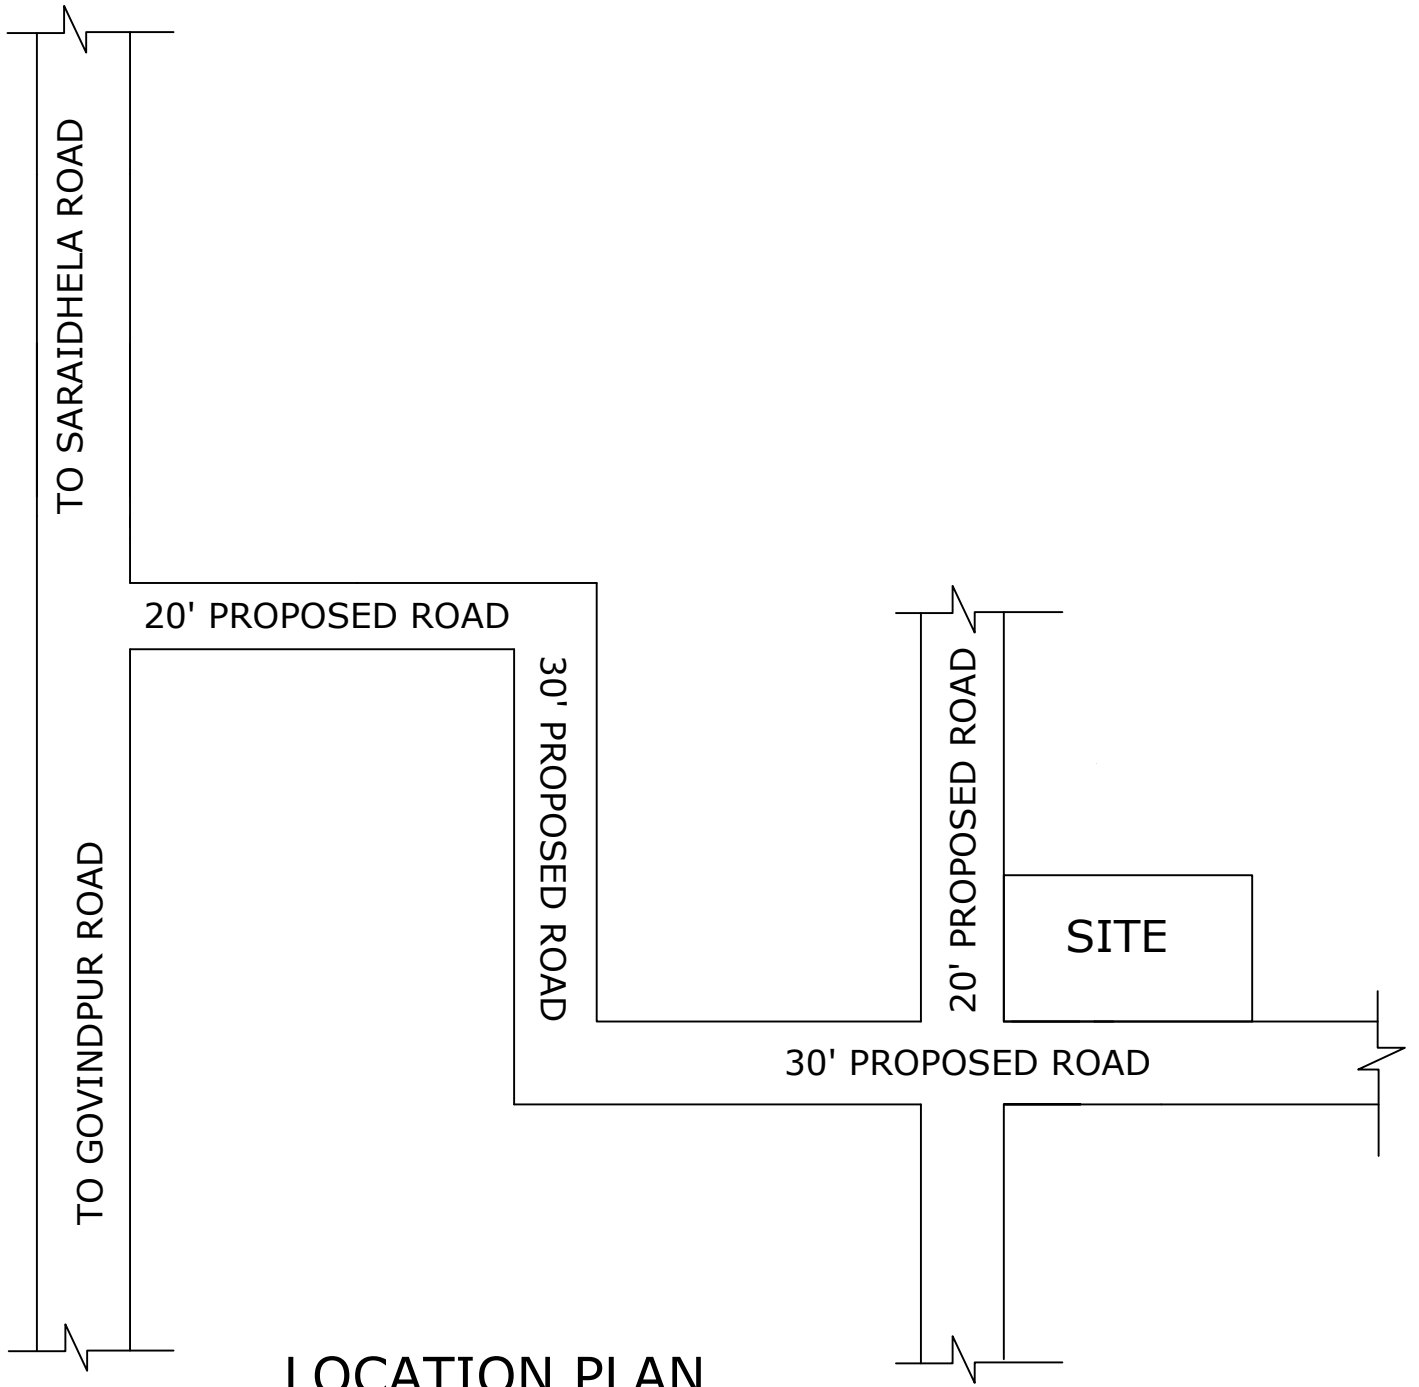 TO SARAIDHELA ROAD
20' PROPOSED ROAD
30' PROPOSED ROAD
20' PROPOSED ROAD
TO GOVINDPUR ROAD
SITE
30' PROPOSED ROAD
LOCATION PLAN